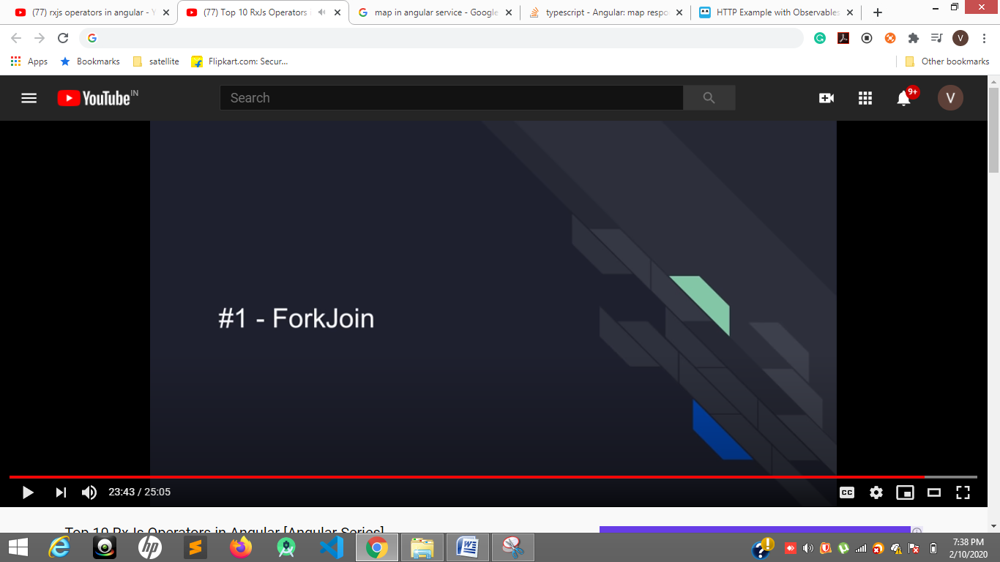 (77) rxjs operators in angular - Y
(77) Top 10 RxJs Operators i
map in angular service - Google
typescript - Angular: map respo
HTTP Example with Observables
V
Apps
Bookmarks
satellite
Flipkart.com: Secur...
Other bookmarks
YouTube IN
Search
9+
V
#1 - ForkJoin
23:43 / 25:05
CC
Top 10 RxJs Operators in Angular [Angular Series]
7:38 PM
2/10/2020